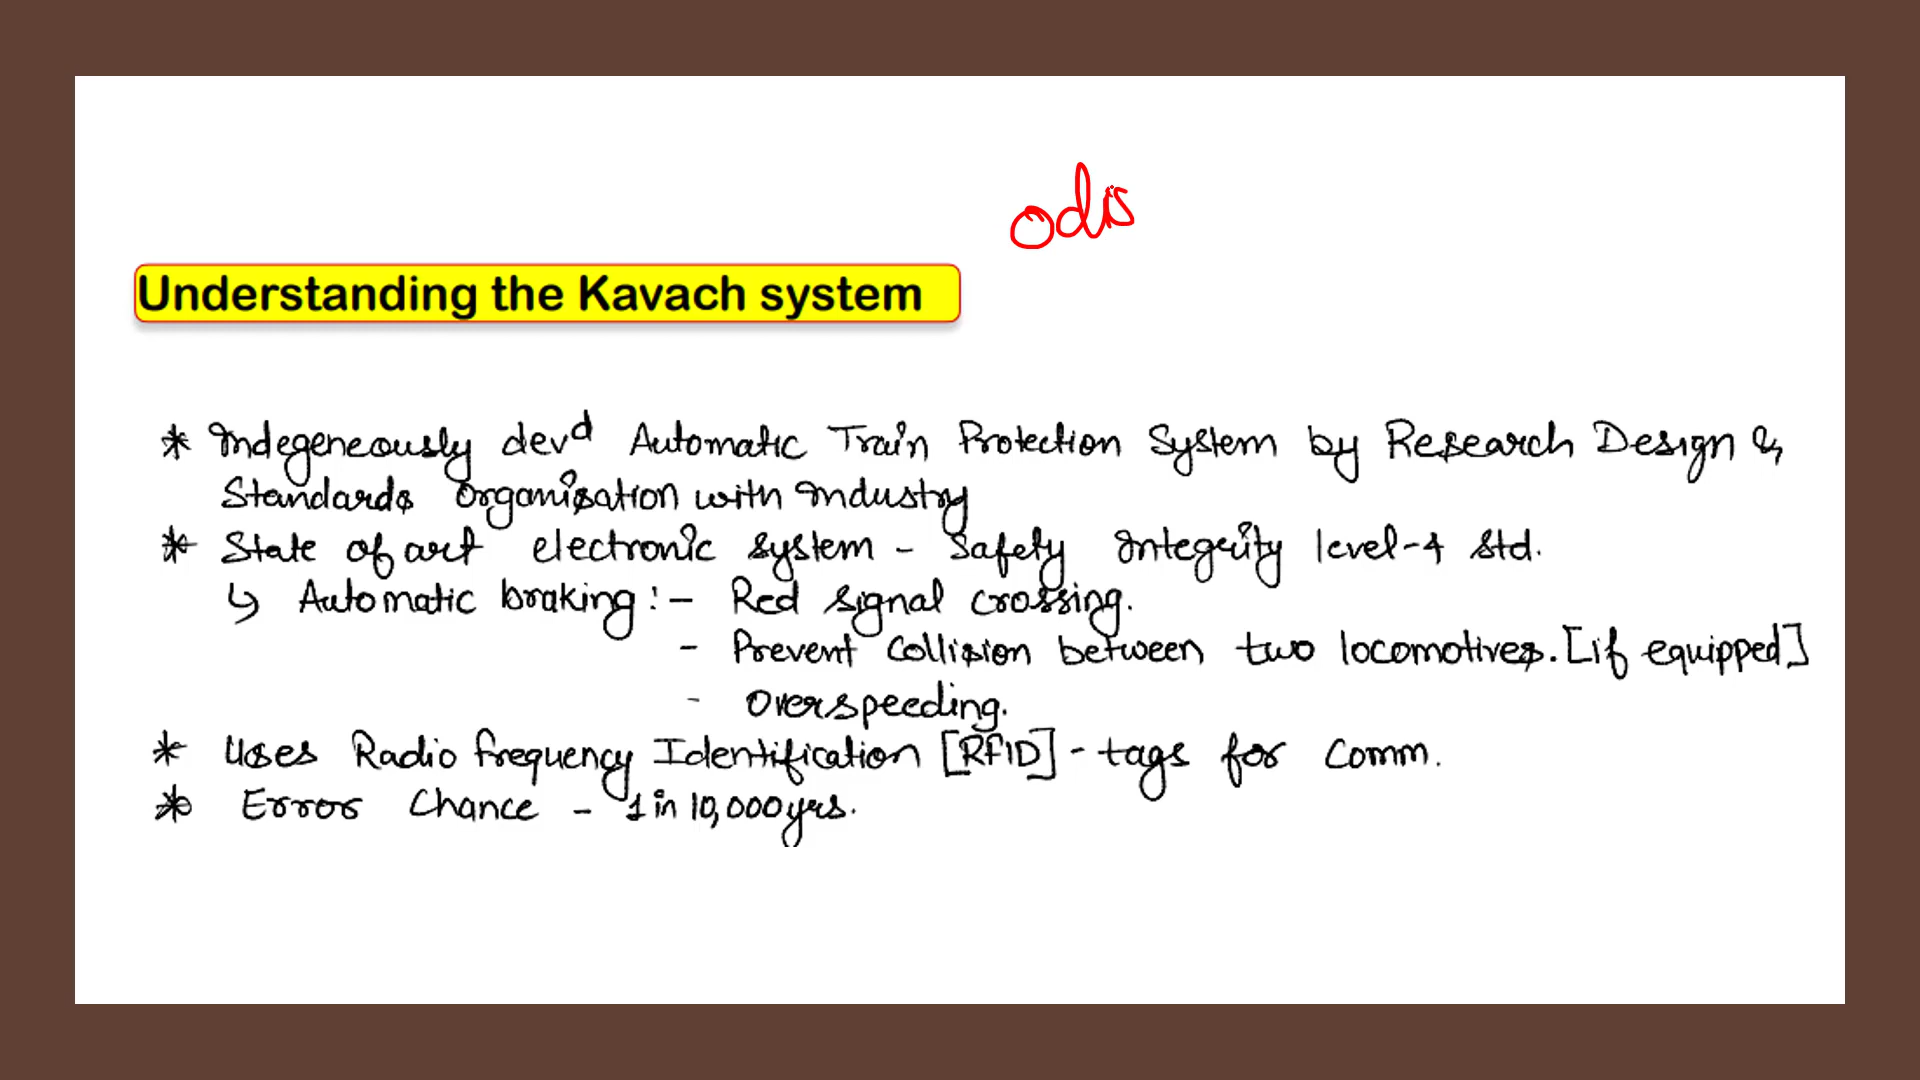 odis
Understanding the Kavach system
* Indegeneously devd Automatic Train Protection System by Research Design &
Standards Organisation with Industry
* State of art electronic system - Safety Integrity level-4 std.
↳ Automatic braking :- Red signal crossing.
- Prevent Collision between two locomotives. [if equipped]
- Overspeeding.
* Uses Radio frequency Identification [RFID] - tags for Comm.
* Error Chance - 1 in 10,000 yrs.